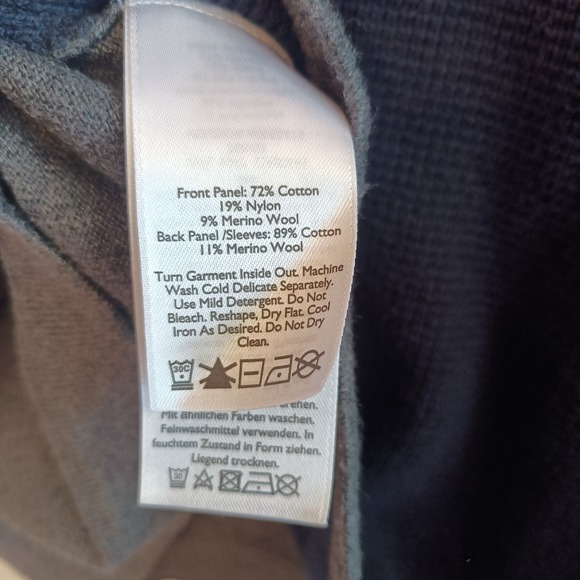 Front Panel: 72% Cotton
19% Nylon
9% Merino Wool
Back Panel /Sleeves: 89% Cotton
11% Merino Wool
Turn Garment Inside Out. Machine
Wash Cold Delicate Separately.
Use Mild Detergent. Do Not
Bleach. Reshape, Dry Flat. Cool
Iron As Desired. Do Not Dry
Clean.
30C
Mit ähnlichen Farben waschen.
Feinwaschmittel verwenden. In
feuchtem Zustand in Form ziehen.
Liegend trocknen.
30